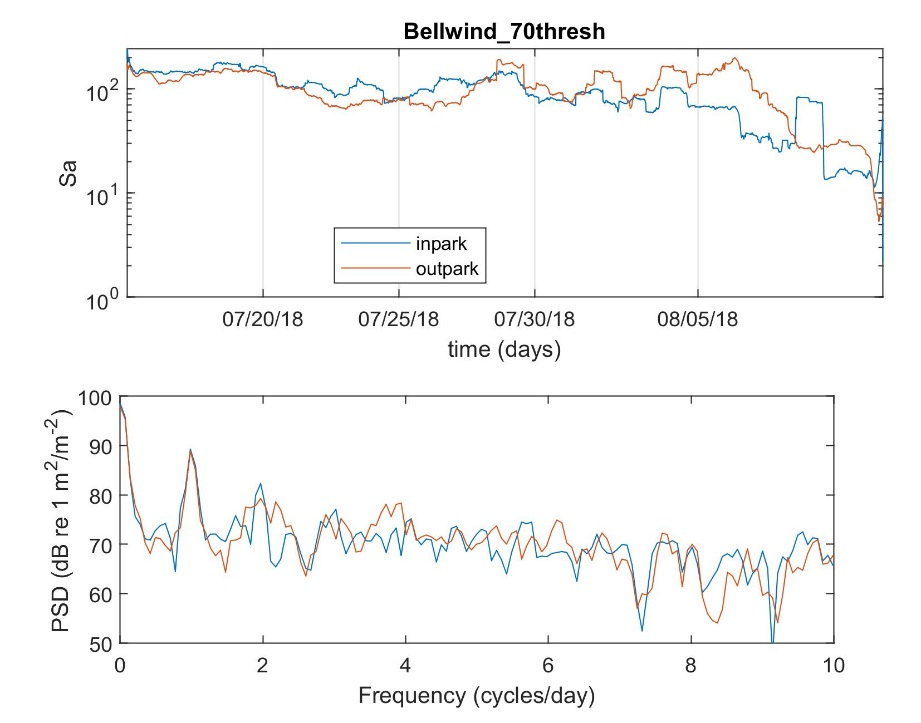 Bellwind_70thresh
10^2
Sa
10^1
10^0
inpark
outpark
07/20/18 07/25/18 07/30/18 08/05/18
time (days)
100
90
80
70
60
50
PSD (dB re 1 m^2/m^-2)
0 2 4 6 8 10
Frequency (cycles/day)